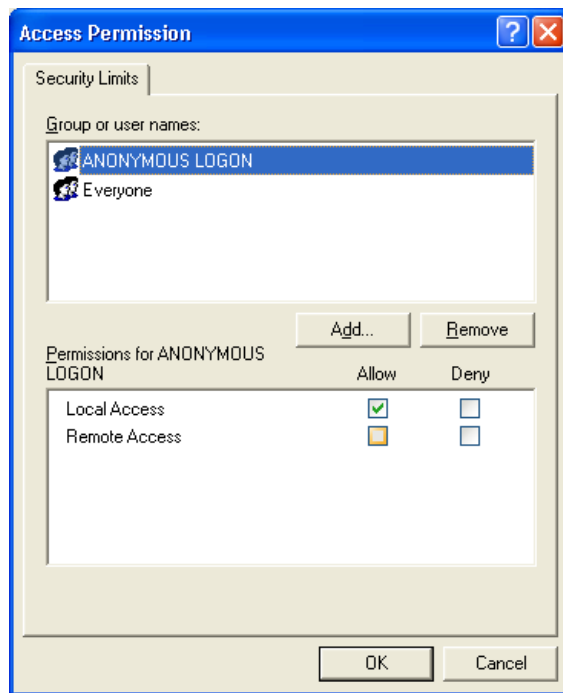 Access Permission
Security Limits
Group or user names:
ANONYMOUS LOGON
Everyone
Add... Remove
Permissions for ANONYMOUS
LOGON Allow Deny
Local Access
Remote Access
OK Cancel